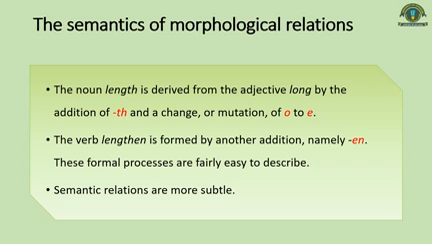 The semantics of morphological relations
• The noun length is derived from the adjective long by the
addition of -th and a change, or mutation, of o to e.
• The verb lengthen is formed by another addition, namely -en.
These formal processes are fairly easy to describe.
• Semantic relations are more subtle.